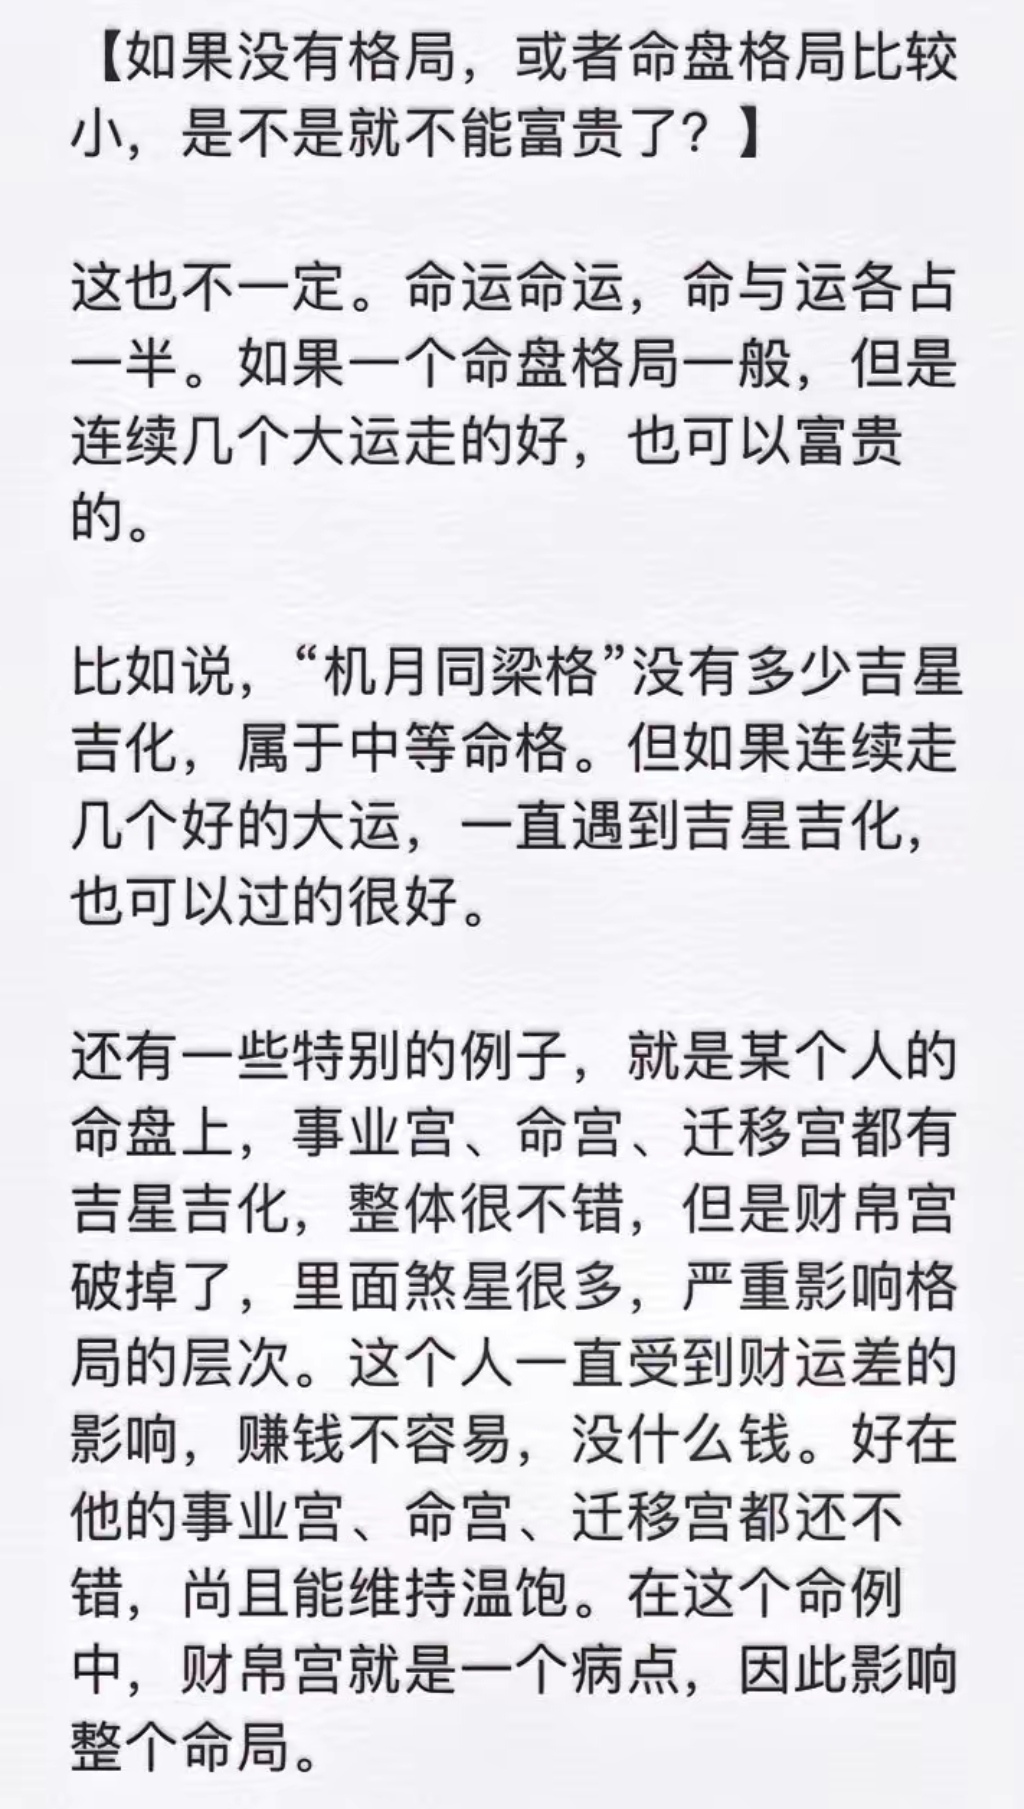 【如果没有格局，或者命盘格局比较
小，是不是就不能富贵了？】
这也不一定。命运命运，命与运各占
一半。如果一个命盘格局一般，但是
连续几个大运走的好，也可以富贵
的。
比如说，“机月同梁格”没有多少吉星
吉化，属于中等命格。但如果连续走
几个好的大运，一直遇到吉星吉化，
也可以过的很好。
还有一些特别的例子，就是某个人的
命盘上，事业宫、命宫、迁移宫都有
吉星吉化，整体很不错，但是财帛宫
破掉了，里面煞星很多，严重影响格
局的层次。这个人一直受到财运差的
影响，赚钱不容易，没什么钱。好在
他的事业宫、命宫、迁移宫都还不
错，尚且能维持温饱。在这个命例
中，财帛宫就是一个病点，因此影响
整个命局。